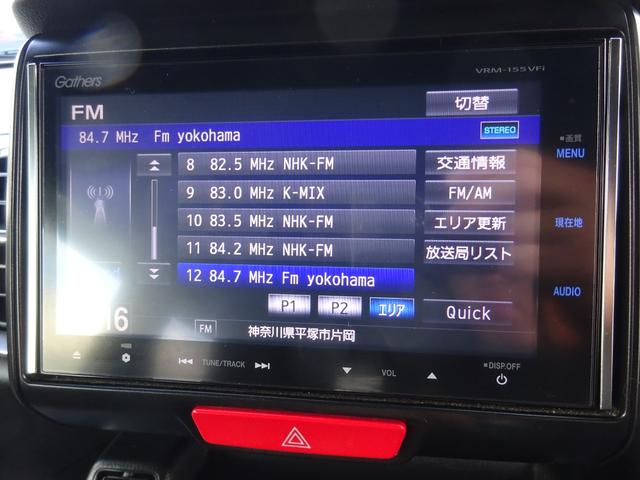 Gathers
VRM-155VFi
FM
切替
84.7 MHz Fm yokohama
STEREO
8 82.5 MHz NHK-FM
交通情報
9 83.0 MHz K-MIX
FM/AM
10 83.5 MHz NHK-FM
エリア更新
11 84.2 MHz NHK-FM
放送局リスト
12 84.7 MHz Fm yokohama
P1
P2
エリア
Quick
16
FM
神奈川県平塚市片岡
画質
MENU
現在地
AUDIO
TUNE/TRACK
VOL
DISP.OFF